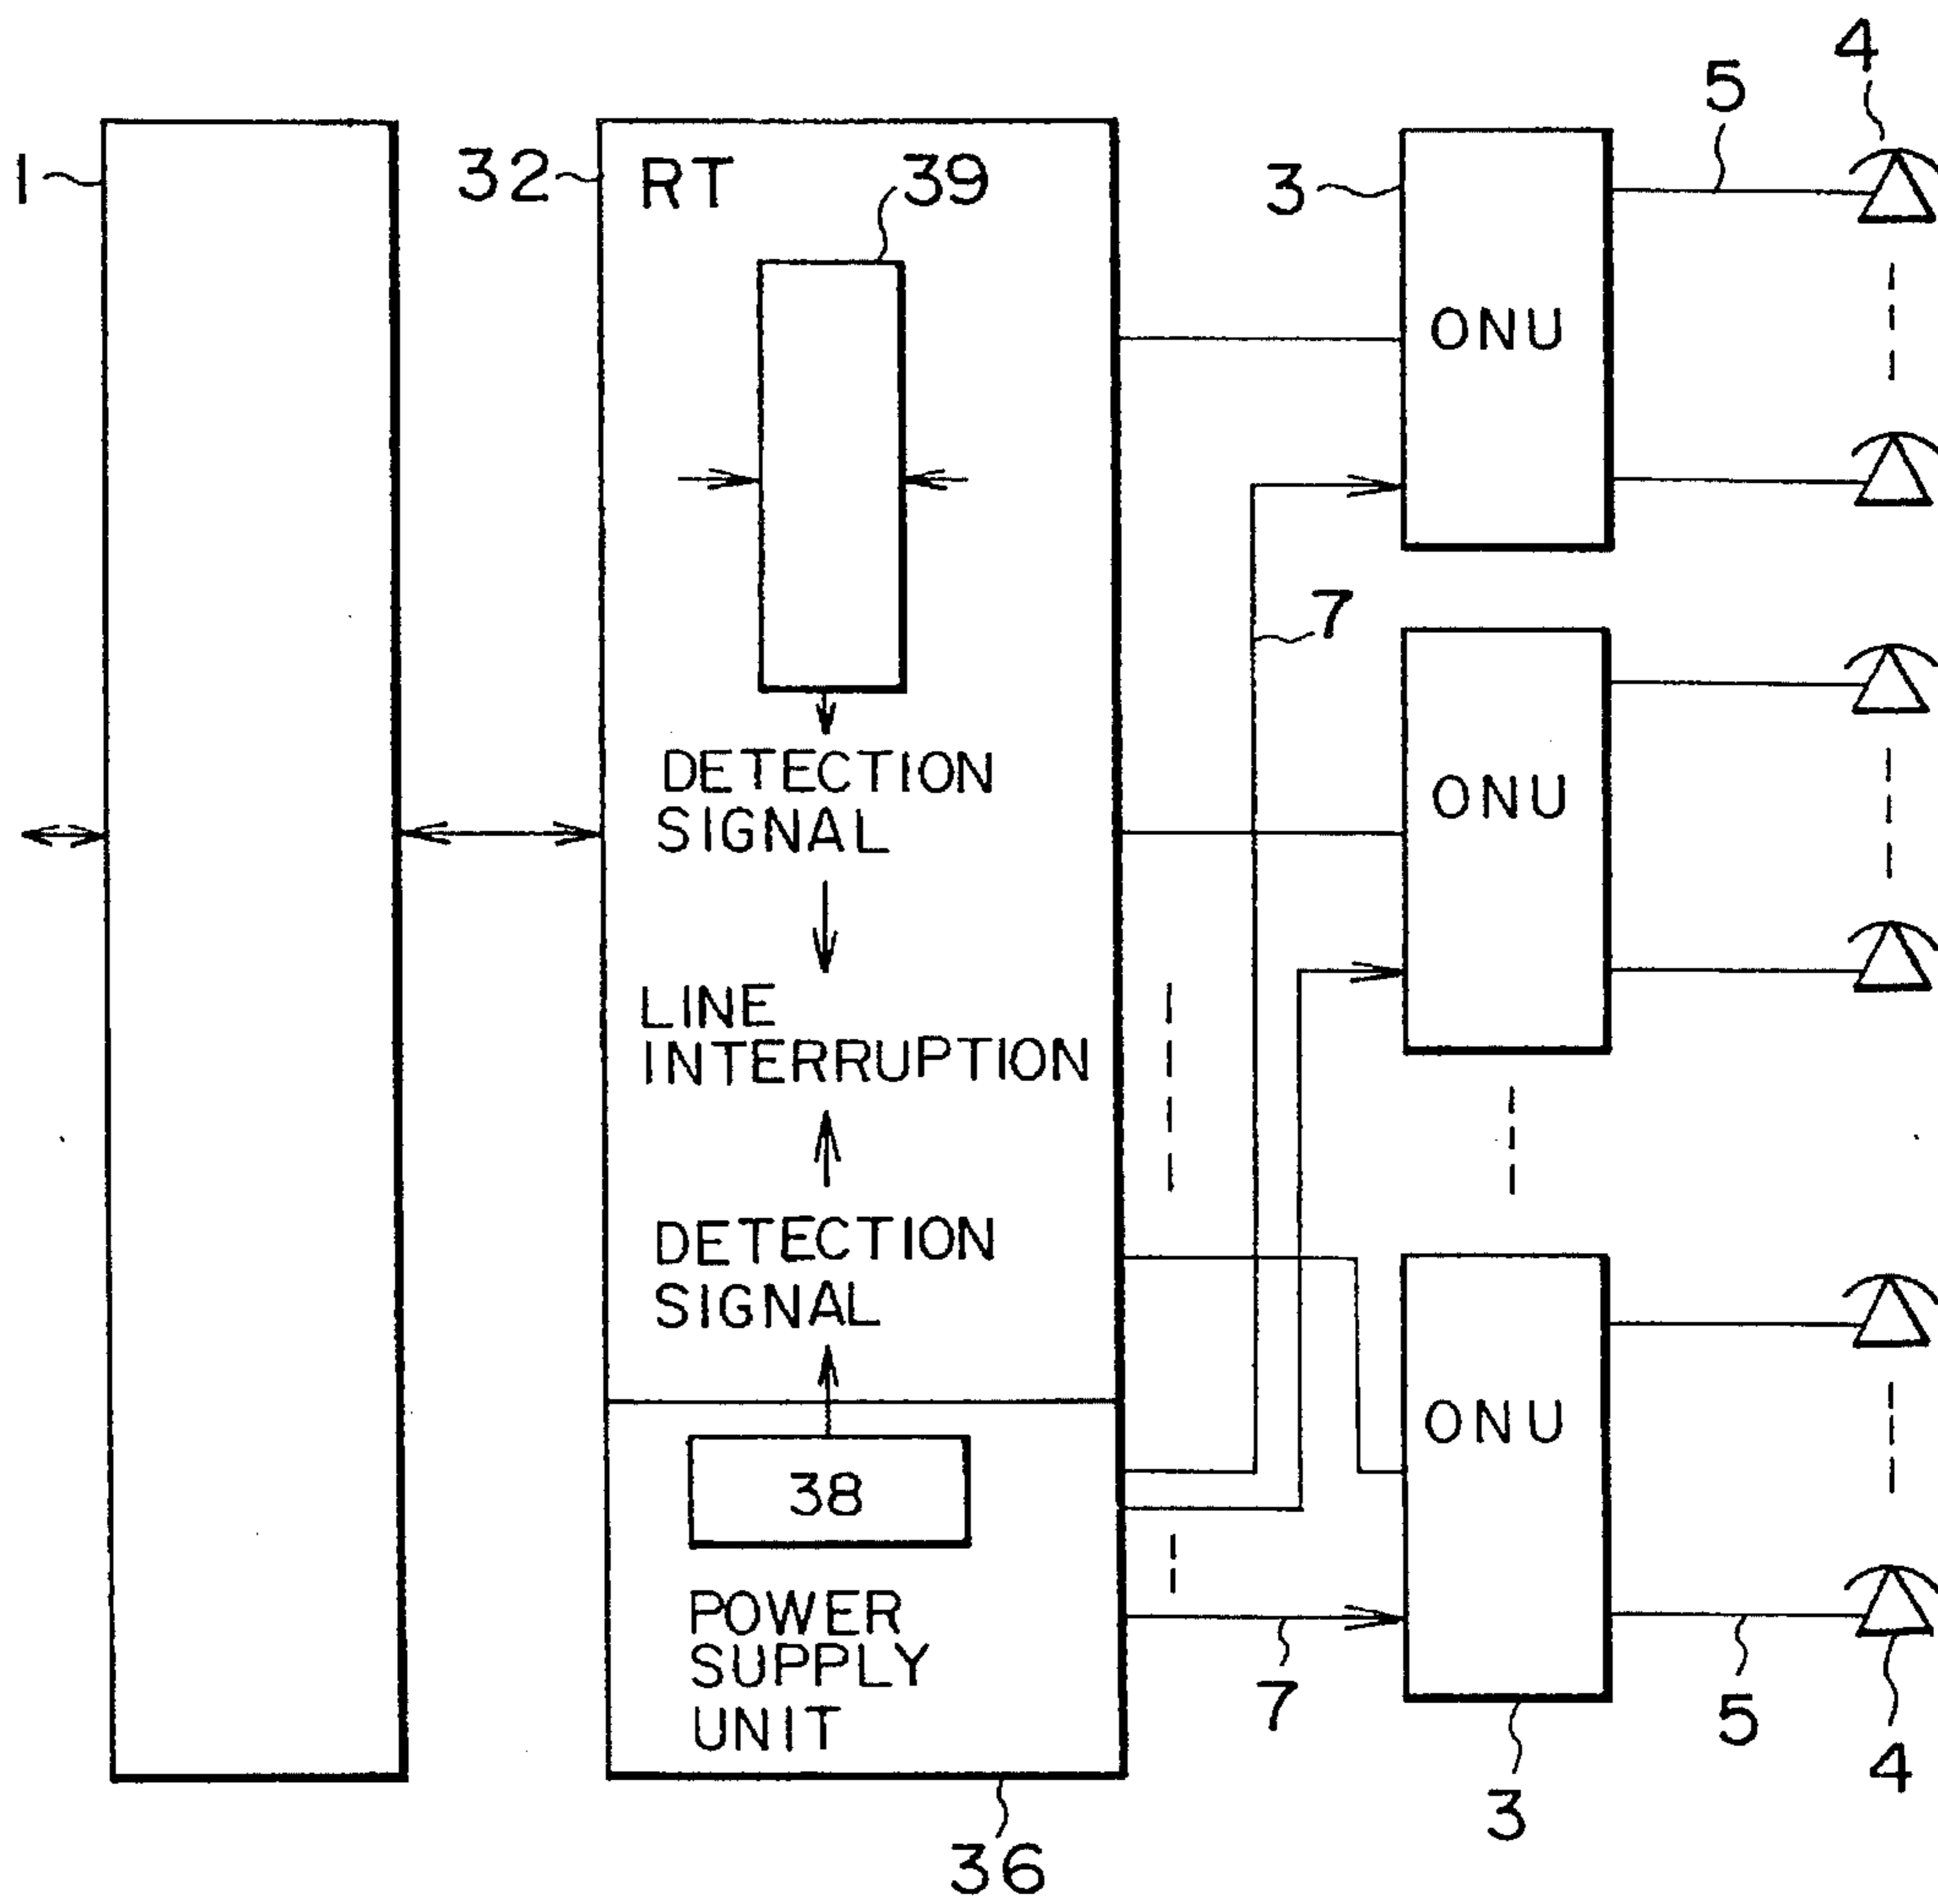 4
5
1
32
RT
39
3
ONU
7
DETECTION
SIGNAL
ONU
LINE
INTERRUPTION
DETECTION
SIGNAL
ONU
38
POWER
SUPPLY
UNIT
7
5
4
3
36